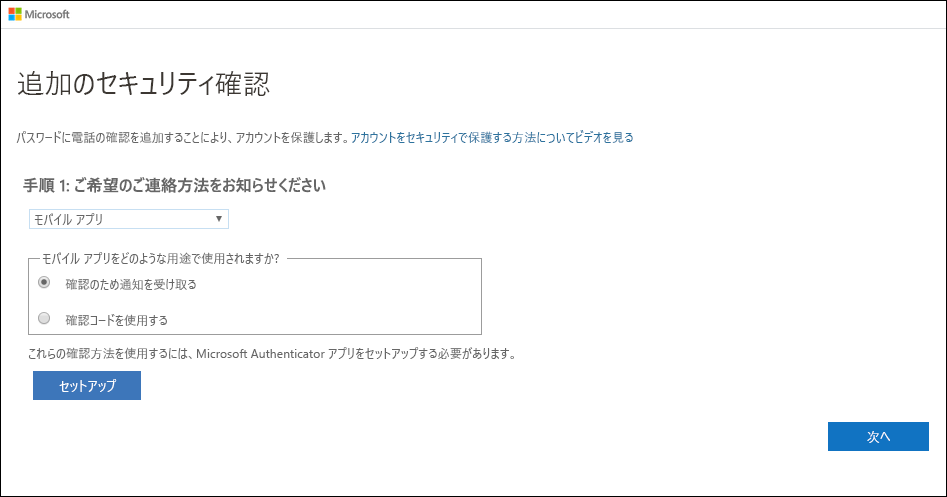 Microsoft
追加のセキュリティ確認
パスワードに電話の確認を追加することにより、アカウントを保護します。アカウントをセキュリティで保護する方法についてビデオを見る
手順 1: ご希望のご連絡方法をお知らせください
モバイル アプリ
モバイル アプリをどのような用途で使用されますか?
確認のため通知を受け取る
確認コードを使用する
これらの確認方法を使用するには、Microsoft Authenticator アプリをセットアップする必要があります。
セットアップ
次へ